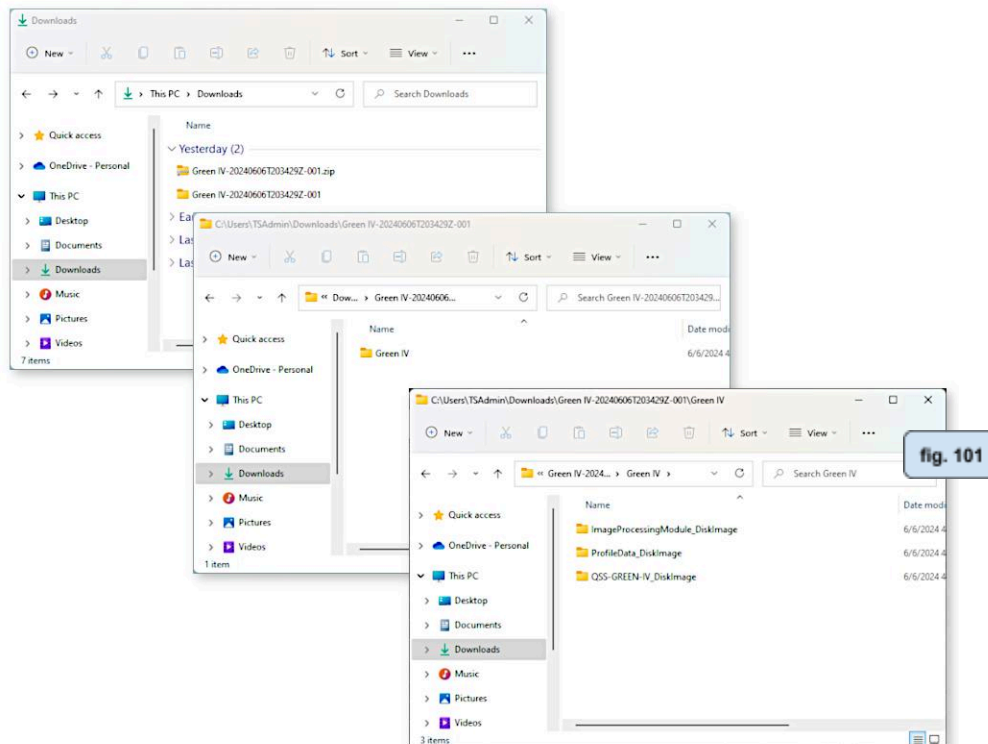 Downloads
New
Sort
View
This PC > Downloads
Search Downloads
Quick access
OneDrive - Personal
This PC
Desktop
Documents
Downloads
Music
Pictures
Videos
7 items
Name
Yesterday (2)
Green IV-20240606T203429Z-001.zip
Green IV-20240606T203429Z-001
Ea
Las
Las
C:\Users\TSAdmin\Downloads\Green IV-20240606T203429Z-001
New
Sort
View
« Dow... > Green IV-20240606...
Search Green IV-20240606T203429...
Quick access
OneDrive - Personal
This PC
Desktop
Documents
Downloads
Music
Pictures
Videos
1 item
Name Date modi
Green IV 6/6/2024 4
C:\Users\TSAdmin\Downloads\Green IV-20240606T203429Z-001\Green IV
New
Sort
View
« Green IV-2024... > Green IV >
Search Green IV
fig. 101
Quick access
OneDrive - Personal
This PC
Desktop
Documents
Downloads
Music
Pictures
Videos
3 items
Name Date modi
ImageProcessingModule_DiskImage 6/6/2024 4
ProfileData_DiskImage 6/6/2024 4
QSS-GREEN-IV_DiskImage 6/6/2024 4